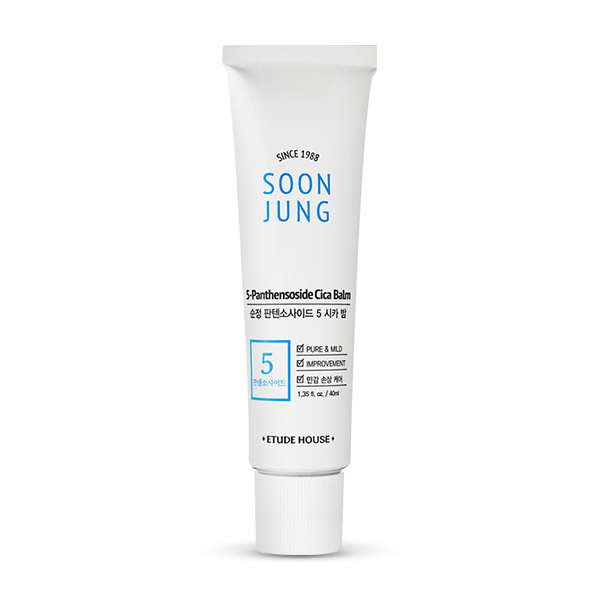 SINCE 1988
SOON
JUNG
5-Panthensoside Cica Balm
순정 판텐소사이드 5 시카 밤
5
판텐소사이드
PURE & MILD
IMPROVEMENT
민감 손상 케어
1,35 fl. oz. / 40ml
ETUDE HOUSE